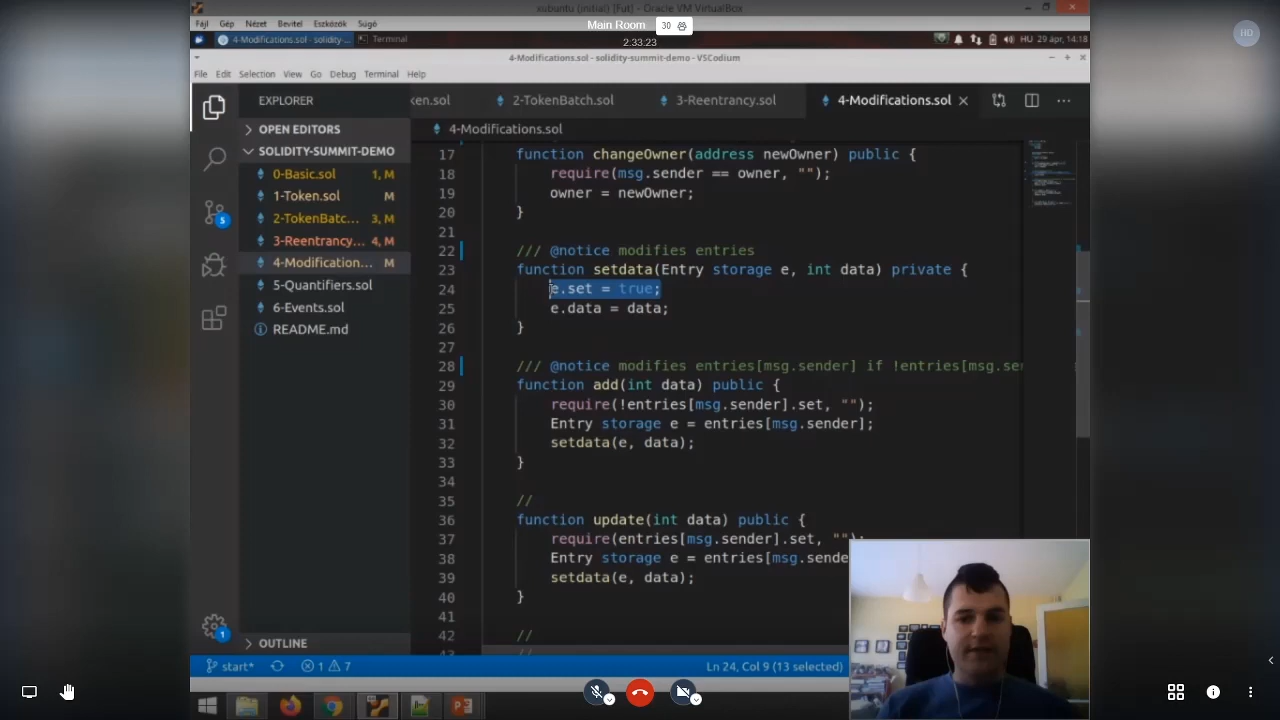 xubuntu (indial) [Fut] - Oracle VM VirtualBox
Fájl Gép Nézet Bevitel Eszközök Súgó
Main Room 30
2:33:23
4-Modifications.sol - solidity-... Terminal
HU 29 ápr, 14:18
HD
4-Modifications.sol - solidity-summit-demo - VSCodium
File Edit Selection View Go Debug Terminal Help
EXPLORER
ken.sol 2-TokenBatch.sol 3-Reentrancy.sol 4-Modifications.sol
OPEN EDITORS
4-Modifications.sol
SOLIDITY-SUMMIT-DEMO
0-Basic.sol 1, M
1-Token.sol M
2-TokenBatc... 3, M
3-Reentrancy... 4, M
4-Modification... M
5-Quantifiers.sol
6-Events.sol
README.md
5
1
OUTLINE
17 function changeOwner(address newOwner) public {
18 require(msg.sender == owner, "");
19 owner = newOwner;
20 }
21
22 /// @notice modifies entries
23 function setdata(Entry storage e, int data) private {
24 e.set = true;
25 e.data = data;
26 }
27
28 /// @notice modifies entries[msg.sender] if !entries[msg.se
29 function add(int data) public {
30 require(!entries[msg.sender].set, "");
31 Entry storage e = entries[msg.sender];
32 setdata(e, data);
33 }
34
35 //
36 function update(int data) public {
37 require(entries[msg.sender].set, "");
38 Entry storage e = entries[msg.sende
39 setdata(e, data);
40 }
41
42 //
43 //
start* 1 7 Ln 24, Col 9 (13 selected)